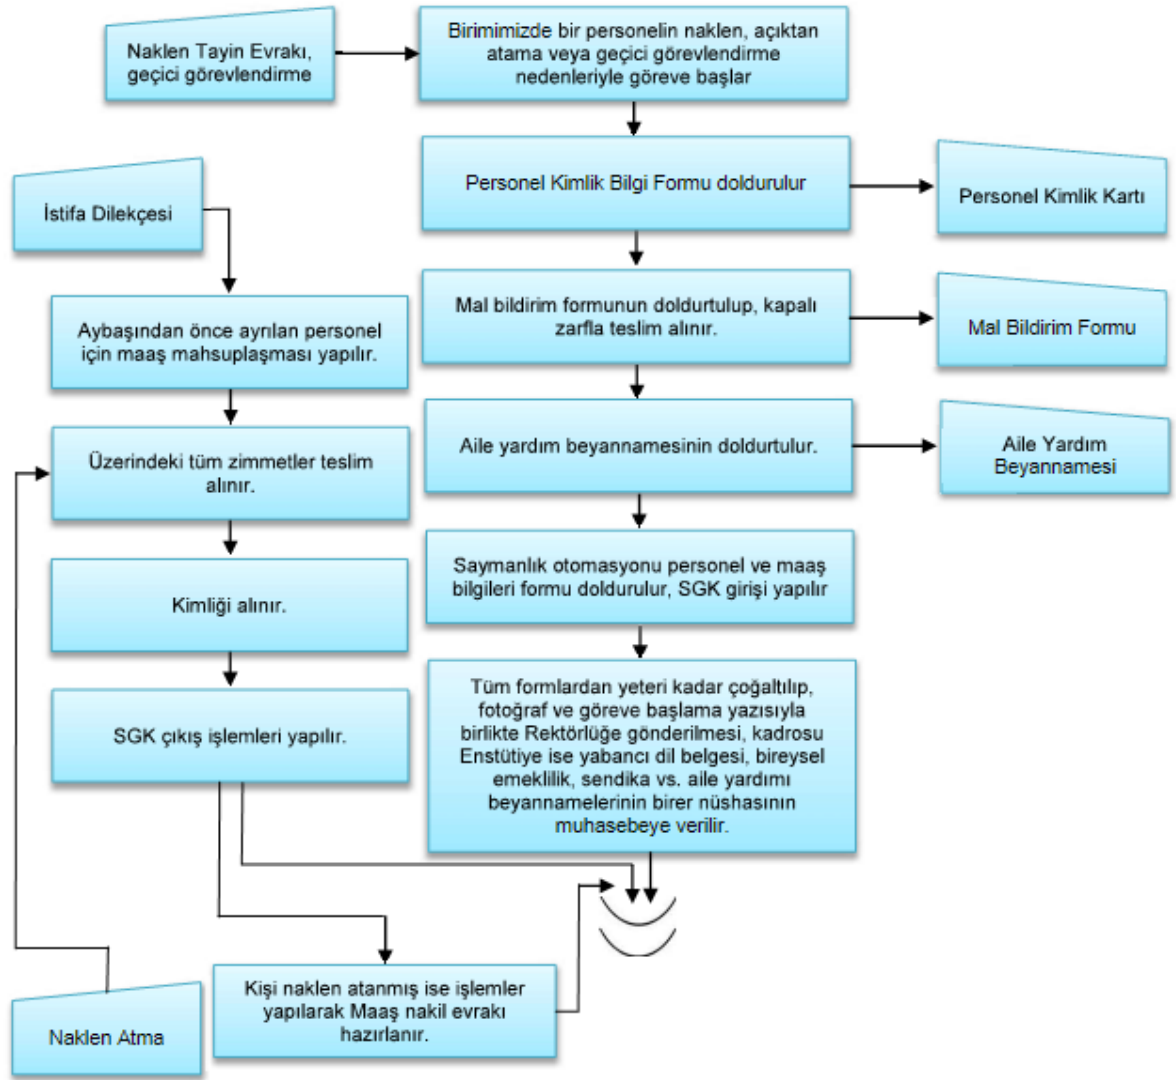 Naklen Tayin Evrakı,
geçici görevlendirme
Birimimizde bir personelin naklen, açıktan
atama veya geçici görevlendirme
nedenleriyle göreve başlar
Personel Kimlik Bilgi Formu doldurulur
Personel Kimlik Kartı
İstifa Dilekçesi
Mal bildirim formunun doldurtulup, kapalı
zarfla teslim alınır.
Mal Bildirim Formu
Aybaşından önce ayrılan personel
için maaş mahsuplaşması yapılır.
Aile yardım beyannamesinin doldurtulur.
Aile Yardım
Beyannamesi
Üzerindeki tüm zimmetler teslim
alınır.
Saymanlık otomasyonu personel ve maaş
bilgileri formu doldurulur, SGK girişi yapılır
Kimliği alınır.
Tüm formlardan yeteri kadar çoğaltılıp,
fotoğraf ve göreve başlama yazısıyla
birlikte Rektörlüğe gönderilmesi, kadrosu
Enstütiye ise yabancı dil belgesi, bireysel
emeklilik, sendika vs. aile yardımı
beyannamelerinin birer nüshasının
muhasebeye verilir.
SGK çıkış işlemleri yapılır.
Kişi naklen atanmış ise işlemler
yapılarak Maaş nakil evrakı
hazırlanır.
Naklen Atma